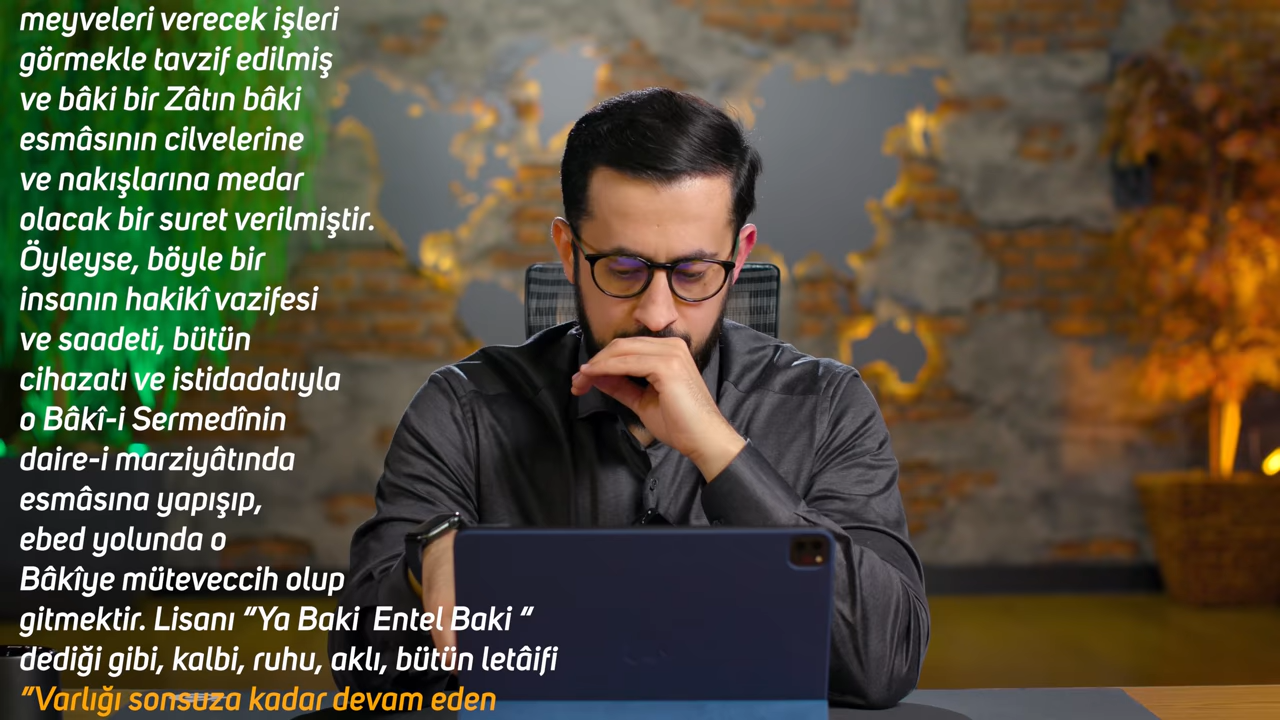 meyveleri verecek işleri
görmekle tavzif edilmiş
ve bâki bir Zâtın bâki
esmâsının cilvelerine
ve nakışlarına medar
olacak bir suret verilmiştir.
Öyleyse, böyle bir
insanın hakikî vazifesi
ve saadeti, bütün
cihazatı ve istidadatıyla
o Bâkî-i Sermedînin
daire-i marziyâtında
esmâsına yapışıp,
ebed yolunda o
Bâkîye müteveccih olup
gitmektir. Lisanı “Ya Baki Entel Baki “
dediği gibi, kalbi, ruhu, aklı, bütün letâifi
”Varlığı sonsuza kadar devam eden